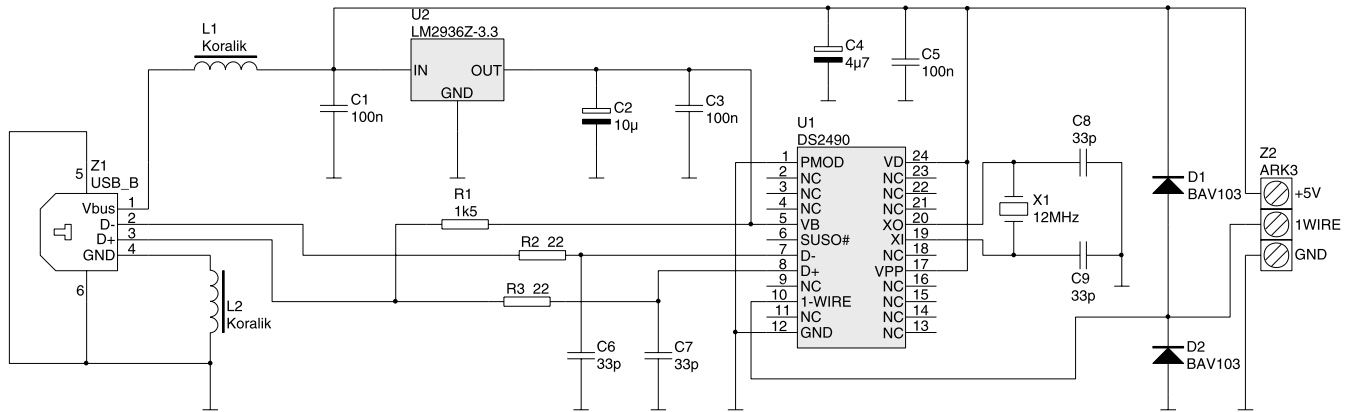 U2
LM2936Z-3.3
IN
OUT
GND
L1
Koralik
C1
100n
C2
10µ
C3
100n
C4
4µ7
C5
100n
U1
DS2490
1 PMOD VD 24
2 NC NC 23
3 NC NC 22
4 NC NC 21
5 VB XO 20
6 SUSO# XI 19
7 D- NC 18
8 D+ VPP 17
9 NC NC 16
10 1-WIRE NC 15
11 NC NC 14
12 GND NC 13
C8
33p
X1
12MHz
C9
33p
D1
BAV103
D2
BAV103
Z2
ARK3
+5V
1WIRE
GND
5
Z1
USB_B
Vbus 1
D- 2
D+ 3
GND 4
6
L2
Koralik
R1
1k5
R2 22
R3 22
C6
33p
C7
33p